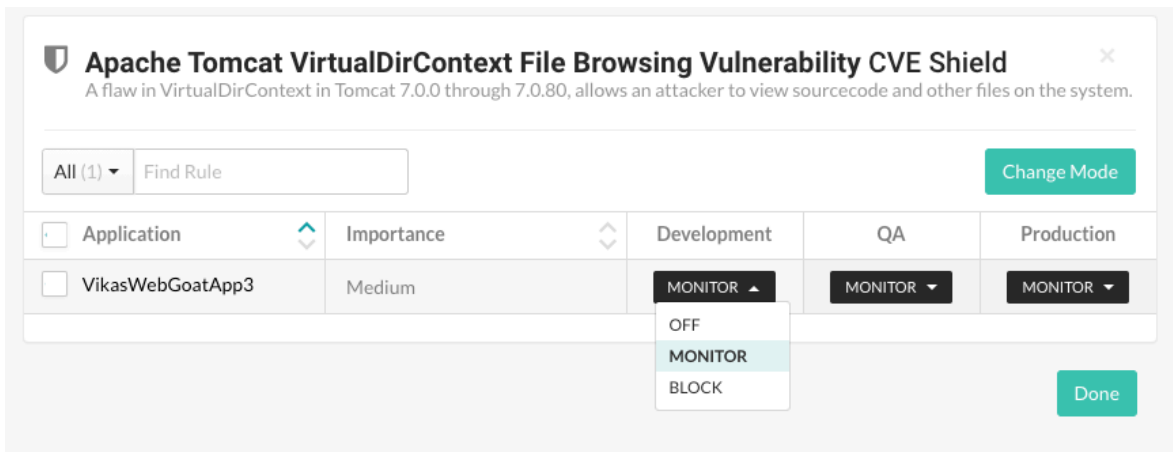 Apache Tomcat VirtualDirContext File Browsing Vulnerability CVE Shield ×
A flaw in VirtualDirContext in Tomcat 7.0.0 through 7.0.80, allows an attacker to view sourcecode and other files on the system.
All (1) Find Rule Change Mode
Application Importance Development QA Production
VikasWebGoatApp3 Medium MONITOR MONITOR MONITOR
OFF
MONITOR
BLOCK
Done